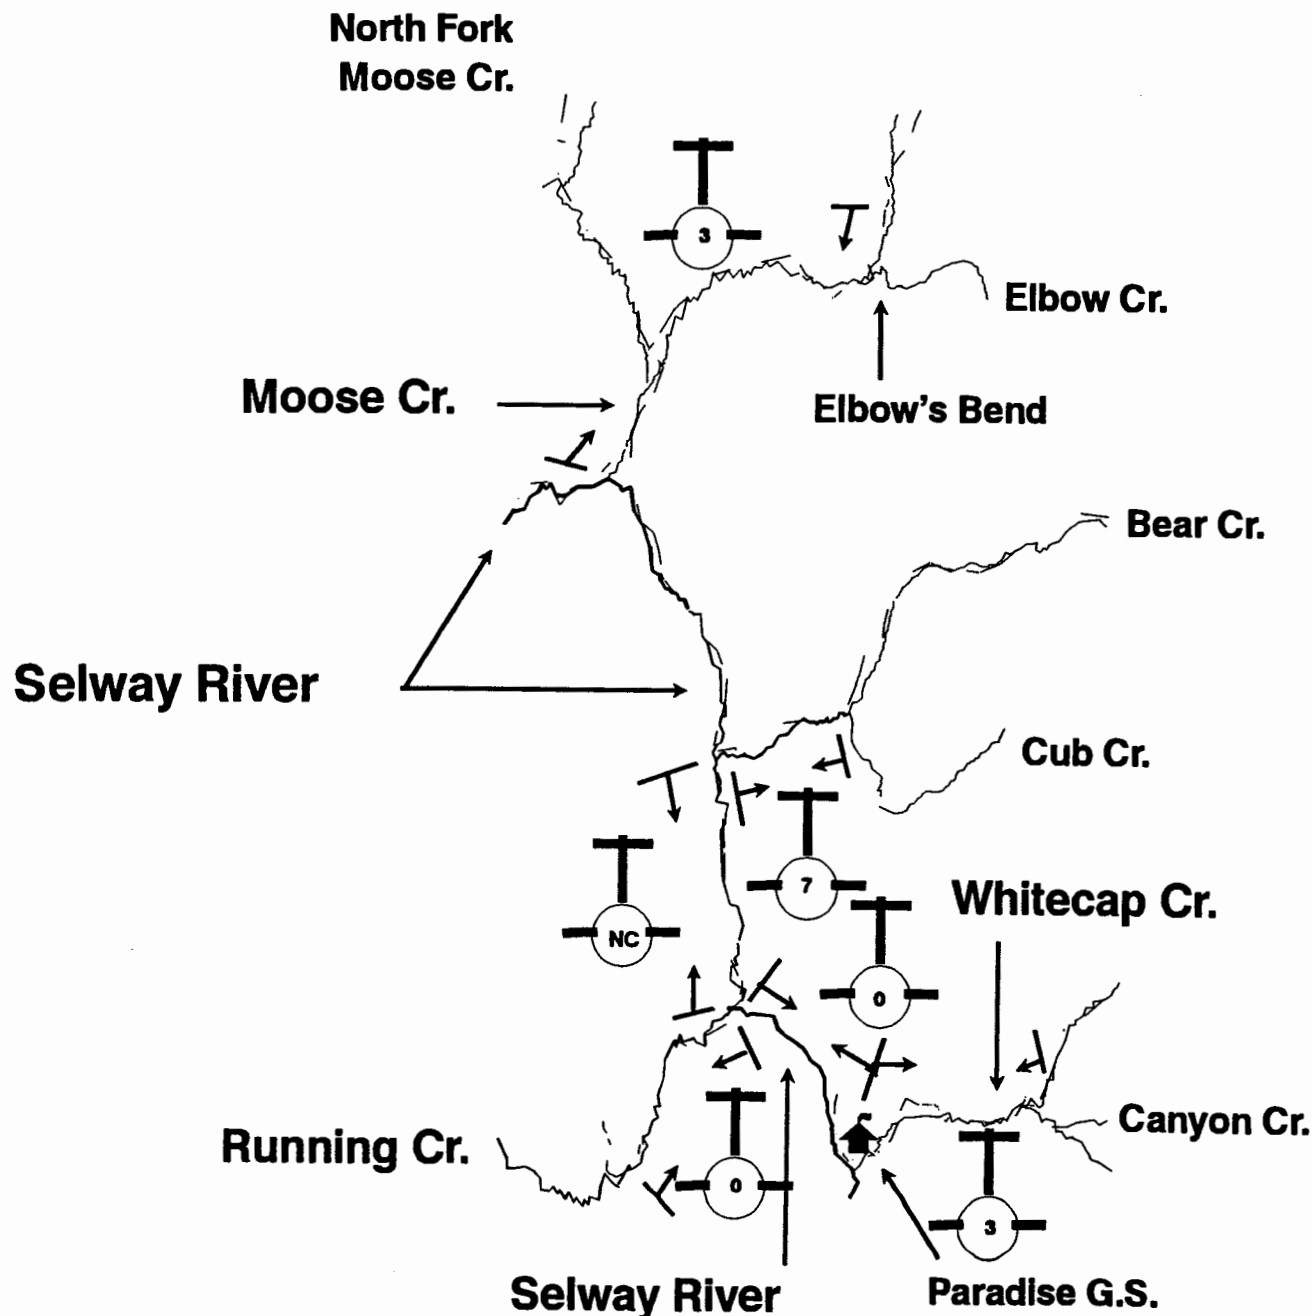 North Fork
Moose Cr.
3
Elbow Cr.
Moose Cr.
Elbow's Bend
Bear Cr.
Selway River
Cub Cr.
7
Whitecap Cr.
NC
0
Canyon Cr.
Running Cr.
0
3
Selway River
Paradise G.S.